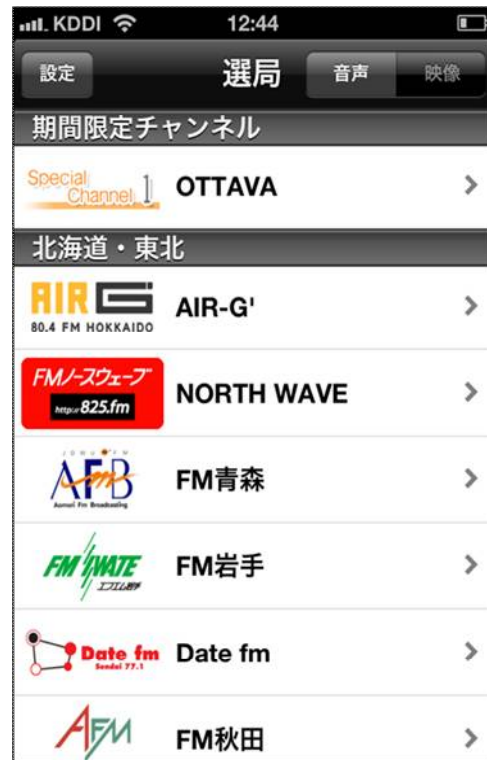 KDDI 12:44
設定 選局 音声 映像
期間限定チャンネル
Special
Channel 1 OTTAVA
北海道・東北
AIR G
80.4 FM HOKKAIDO
AIR-G'
FMノースウェーブ
http://825.fm
NORTH WAVE
AFB
Aomori Fm Broadcasting
FM青森
FM IWATE
エフエム岩手
FM岩手
Date fm
Sendai 77.1
Date fm
AFM
FM秋田